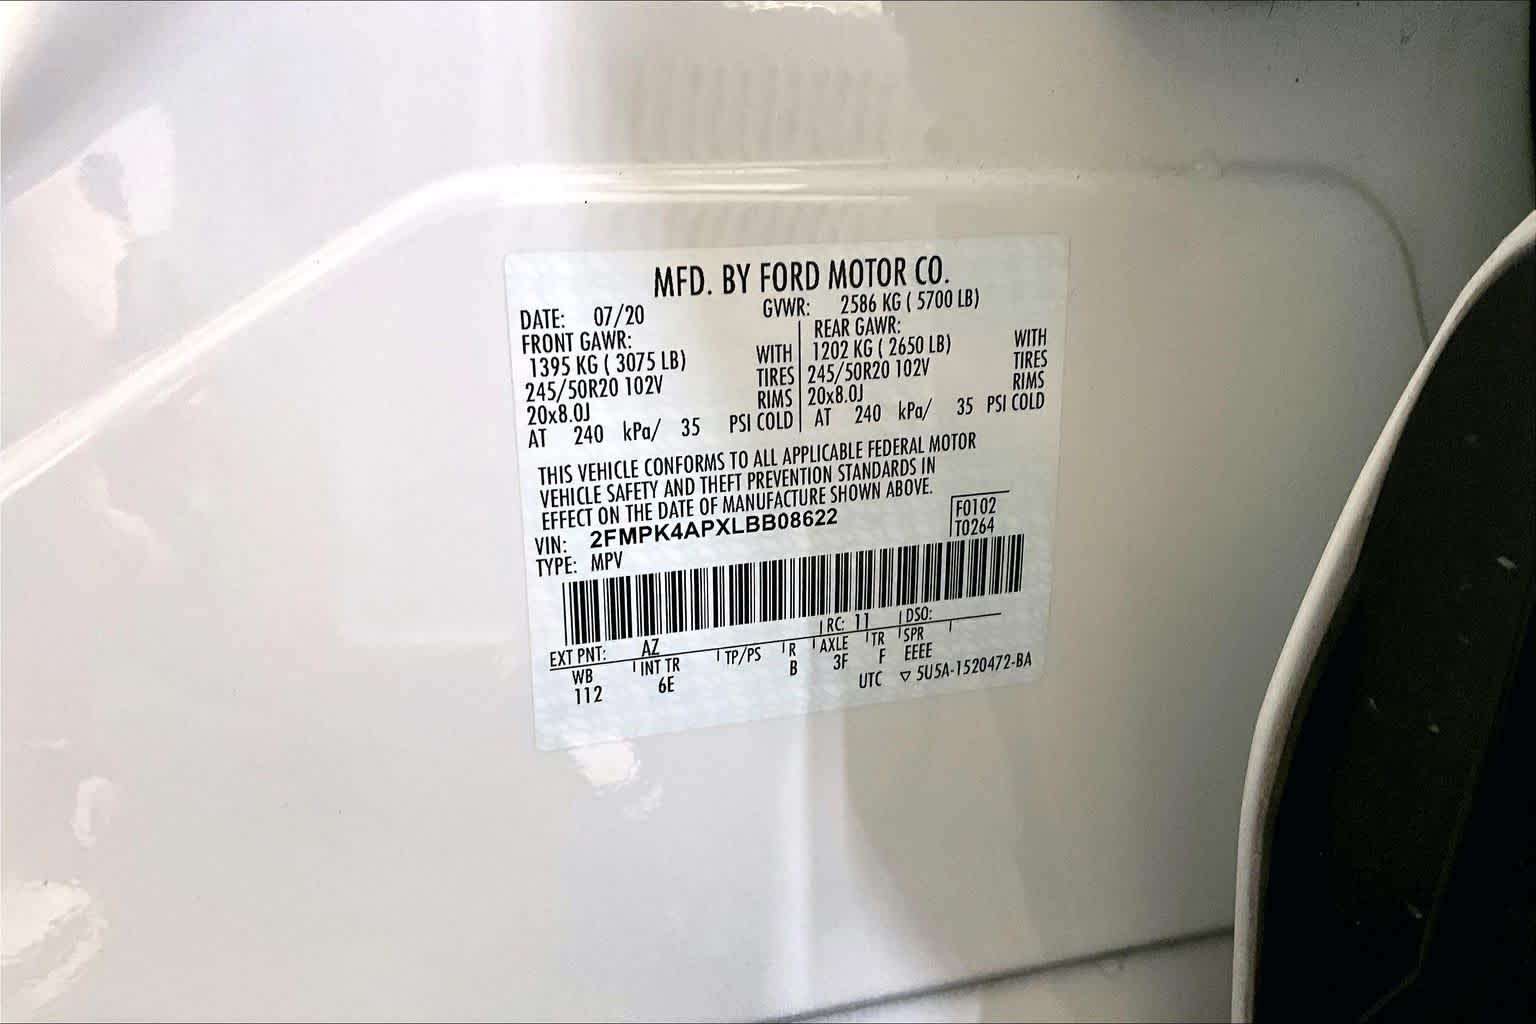 MFD. BY FORD MOTOR CO.
DATE: 07/20 GVWR: 2586 KG ( 5700 LB)
FRONT GAWR: REAR GAWR:
1395 KG ( 3075 LB) WITH 1202 KG ( 2650 LB) WITH
245/50R20 102V TIRES 245/50R20 102V TIRES
20x8.0J RIMS 20x8.0J RIMS
AT 240 kPa/ 35 PSI COLD AT 240 kPa/ 35 PSI COLD
THIS VEHICLE CONFORMS TO ALL APPLICABLE FEDERAL MOTOR
VEHICLE SAFETY AND THEFT PREVENTION STANDARDS IN
EFFECT ON THE DATE OF MANUFACTURE SHOWN ABOVE.
VIN: 2FMPK4APXLBB08622 F0102
TYPE: MPV T0264
EXT PNT: AZ RC: 11 DSO:
WB INT TR TP/PS R AXLE TR SPR
112 6E B 3F F EEEE
UTC ▽ 5U5A-1520472-BA